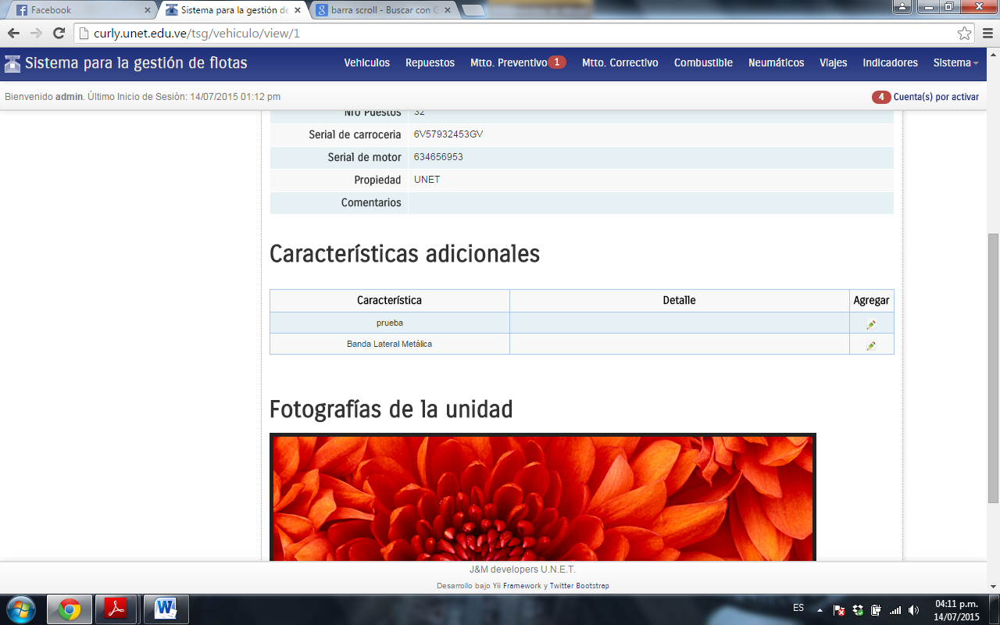 Facebook
Sistema para la gestión de
barra scroll - Buscar con G
curly.unet.edu.ve/tsg/vehiculo/view/1
Sistema para la gestión de flotas
Vehiculos Repuestos Mtto. Preventivo 1 Mtto. Correctivo Combustible Neumáticos Viajes Indicadores Sistema
Bienvenido admin. Último Inicio de Sesión: 14/07/2015 01:12 pm
4 Cuenta(s) por activar
Nro Puestos 32
Serial de carroceria 6V57932453GV
Serial de motor 634656953
Propiedad UNET
Comentarios
Características adicionales
Característica Detalle Agregar
prueba
Banda Lateral Metálica
Fotografías de la unidad
J&M developers U.N.E.T.
Desarrollo bajo Yii Framework y Twitter Bootstrap
ES
04:11 p.m.
14/07/2015